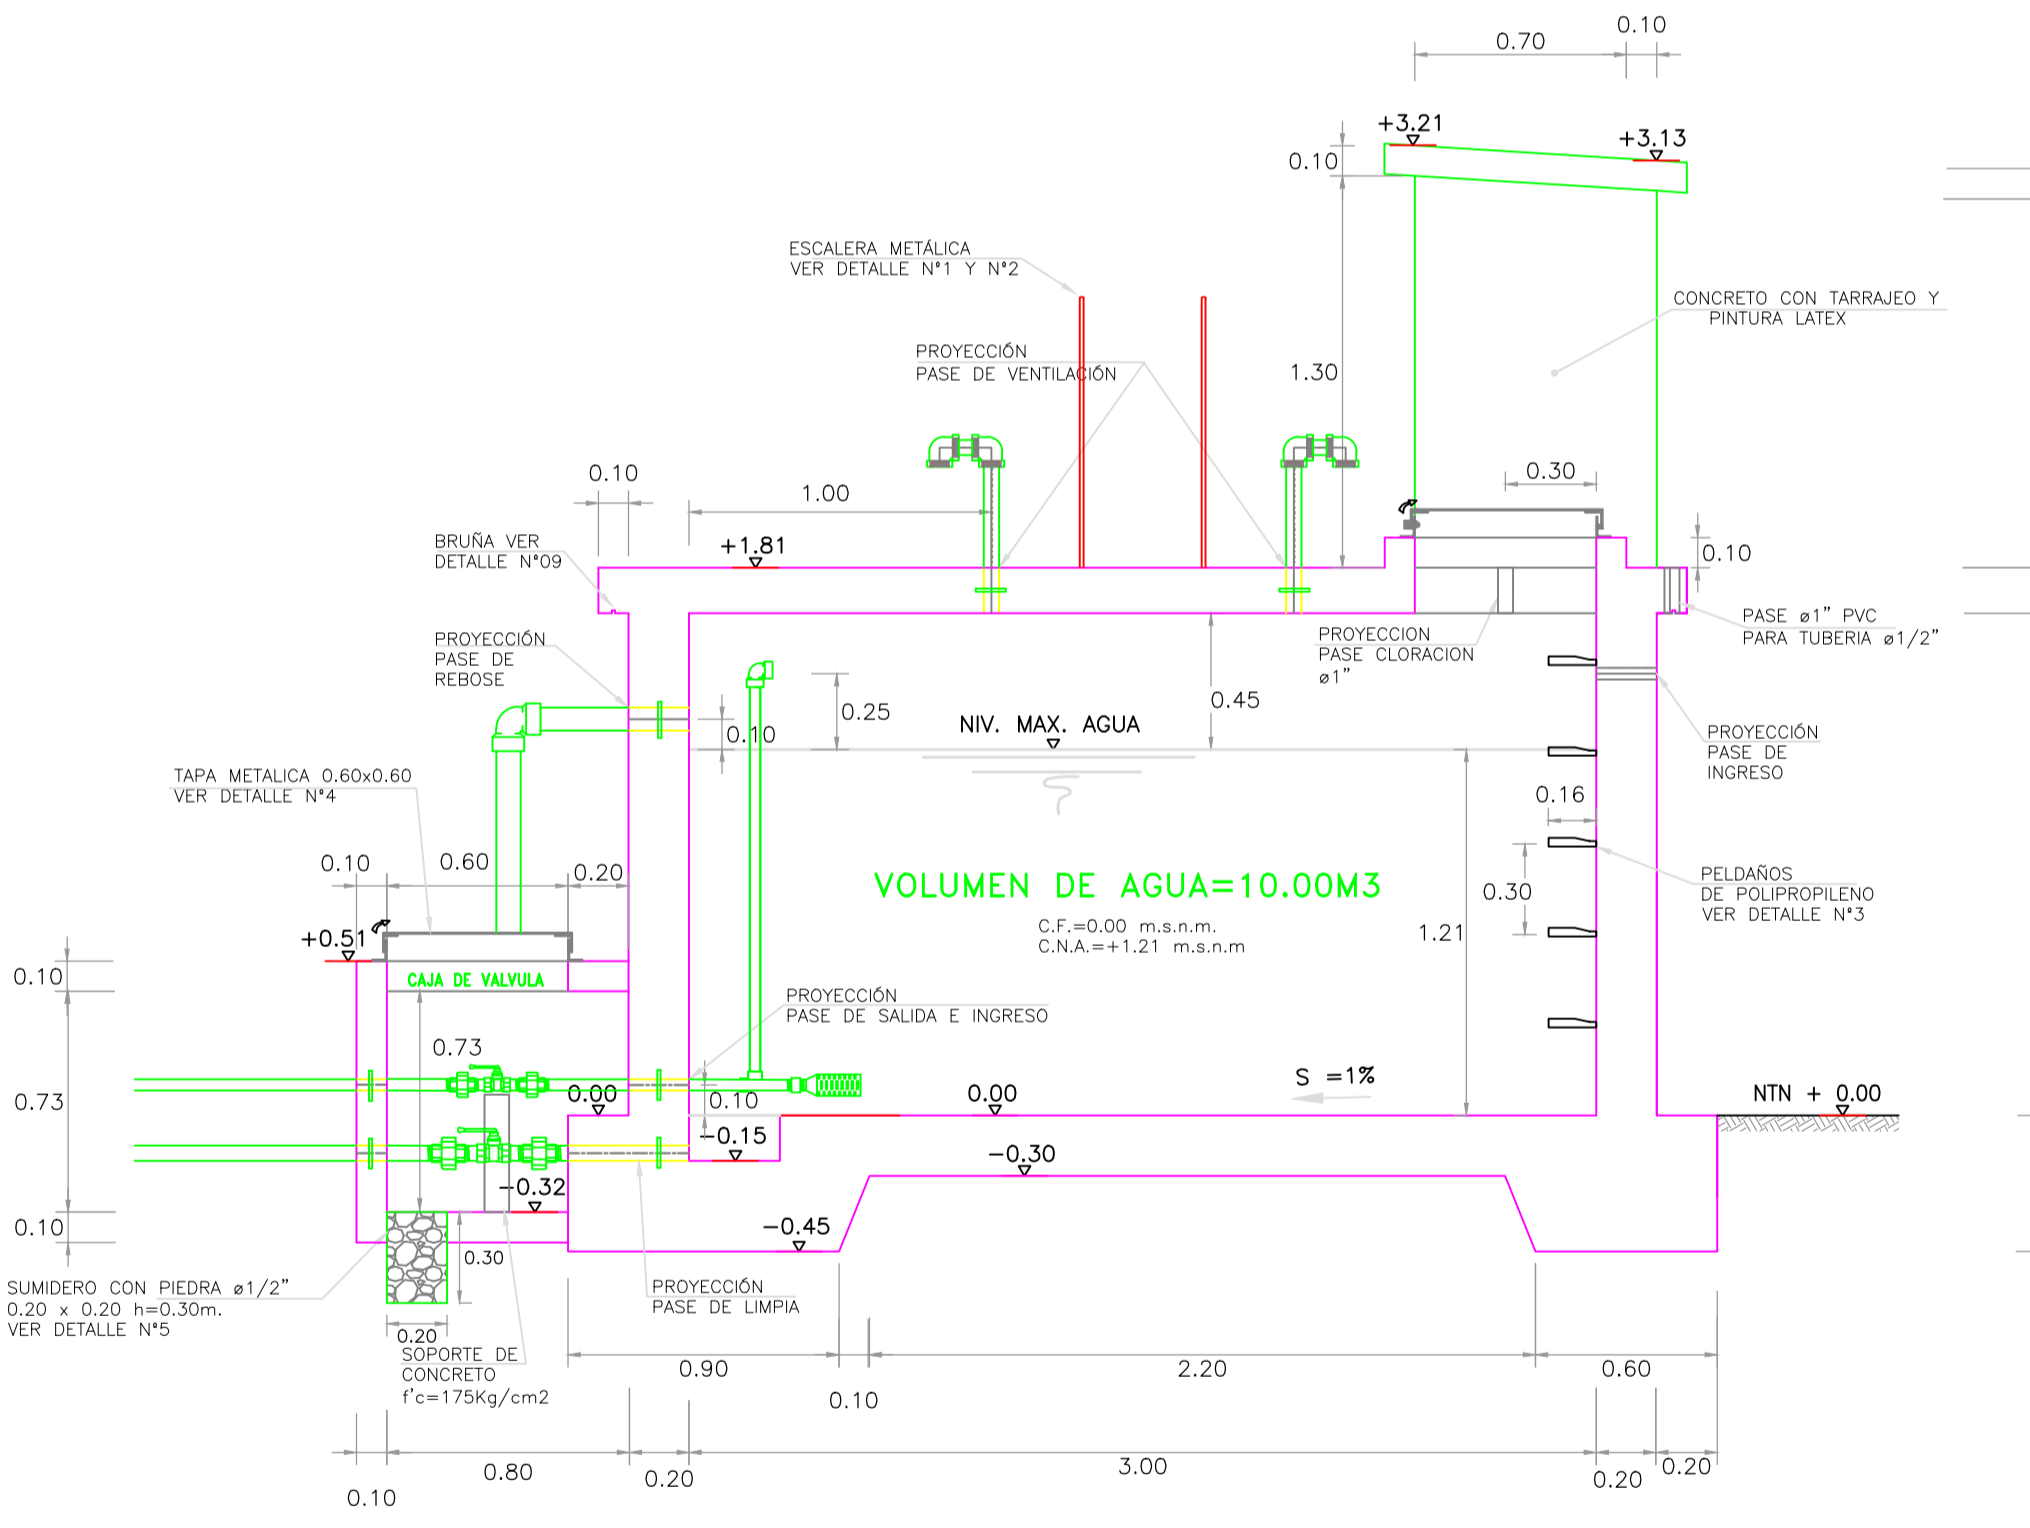 0.10
0.70
+3.21
+3.13
0.10
ESCALERA METÁLICA
VER DETALLE N°1 Y N°2
CONCRETO CON TARRAJEO Y
PINTURA LATEX
PROYECCIÓN
PASE DE VENTILACIÓN
1.30
0.10
1.00
0.30
BRUÑA VER
DETALLE N°09
+1.81
0.10
PROYECCIÓN
PASE DE
REBOSE
PROYECCION
PASE CLORACION
ø1"
PASE ø1" PVC
PARA TUBERIA ø1/2"
0.25
0.45
0.10
NIV. MAX. AGUA
PROYECCIÓN
PASE DE
INGRESO
TAPA METALICA 0.60x0.60
VER DETALLE N°4
0.16
0.10
0.60
0.20
VOLUMEN DE AGUA=10.00M3
C.F.=0.00 m.s.n.m.
C.N.A.=+1.21 m.s.n.m
0.30
1.21
PELDAÑOS
DE POLIPROPILENO
VER DETALLE N°3
+0.51
0.10
CAJA DE VALVULA
PROYECCIÓN
PASE DE SALIDA E INGRESO
0.73
0.73
0.00
0.10
0.00
S =1%
NTN + 0.00
-0.15
-0.30
-0.32
0.10
-0.45
0.30
SUMIDERO CON PIEDRA ø1/2"
0.20 x 0.20 h=0.30m.
VER DETALLE N°5
PROYECCIÓN
PASE DE LIMPIA
0.20
SOPORTE DE
CONCRETO
f'c=175Kg/cm2
0.90
0.10
2.20
0.60
0.10
0.80
0.20
3.00
0.20
0.20